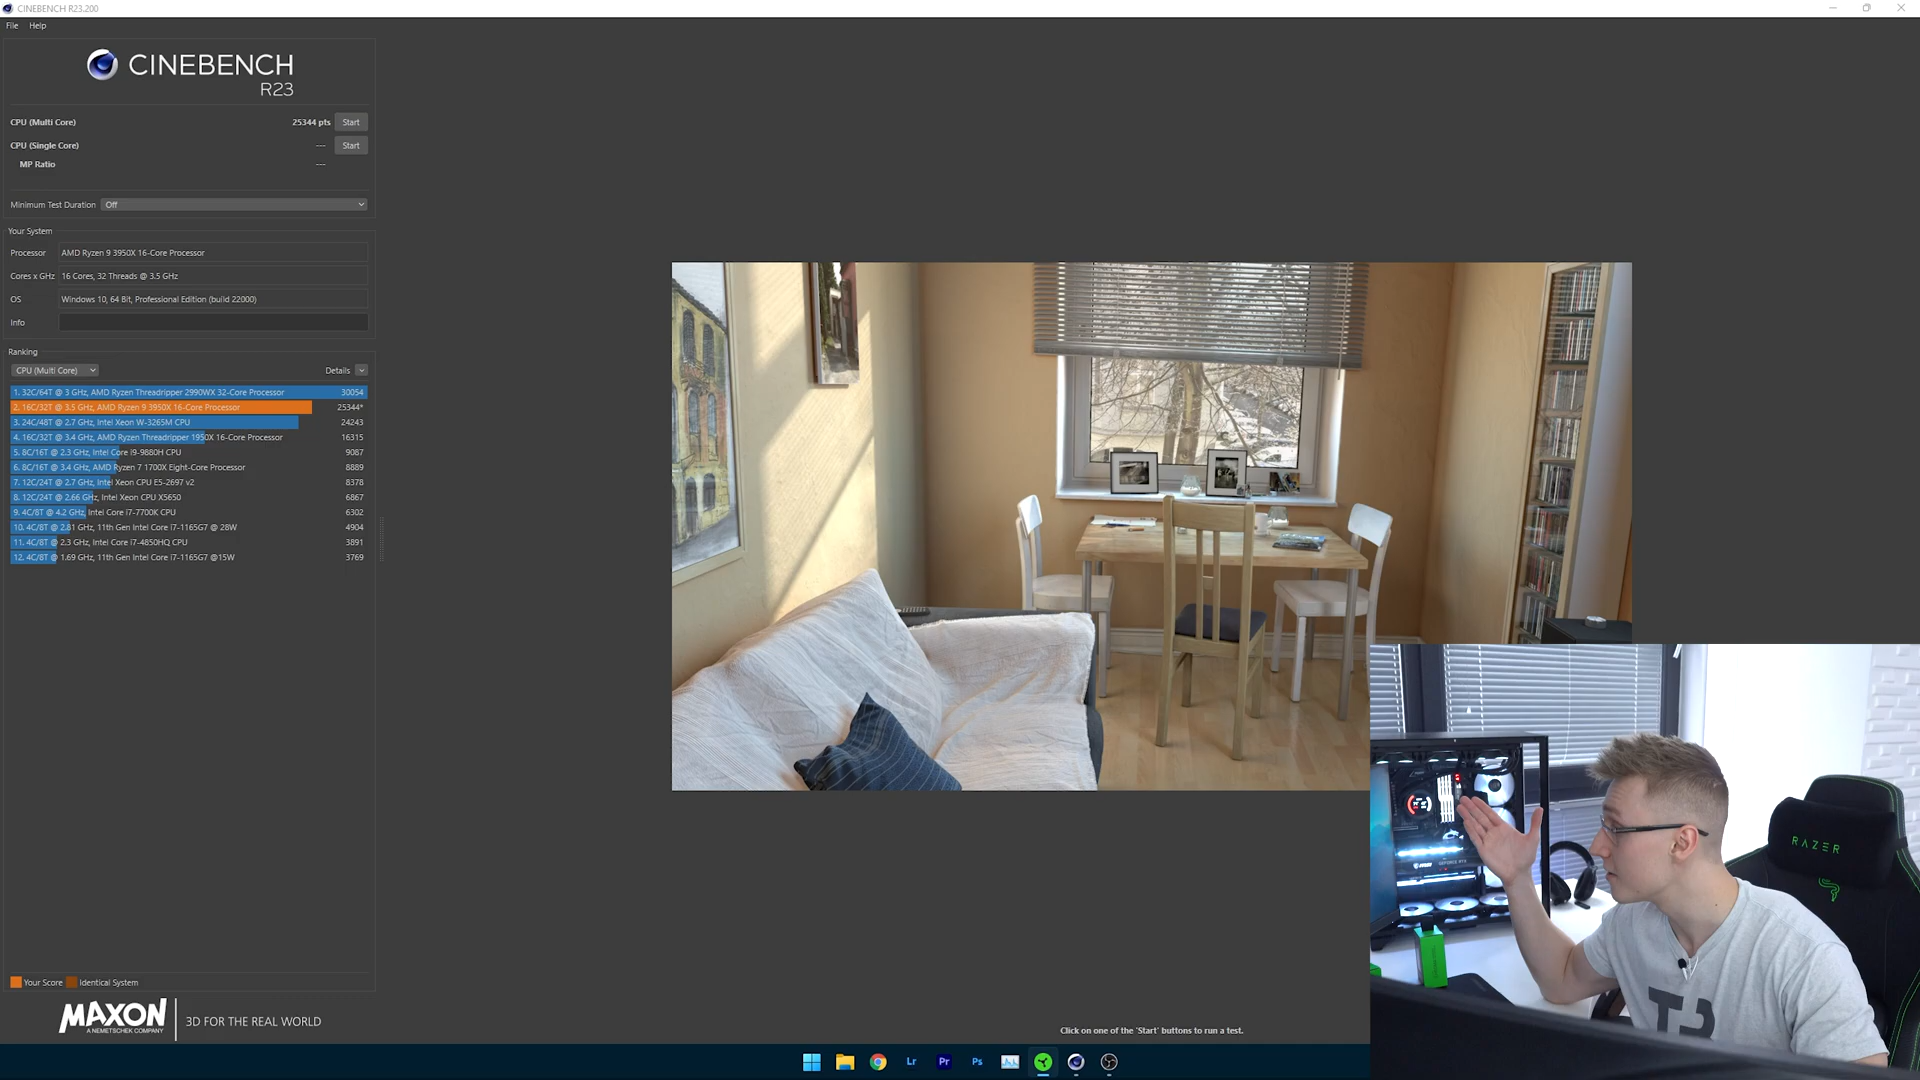 CINEBENCH R23.200
File Help
CINEBENCH
R23
CPU (Multi Core) 25344 pts Start
CPU (Single Core) --- Start
MP Ratio ---
Minimum Test Duration Off
Your System
Processor AMD Ryzen 9 3950X 16-Core Processor
Cores x GHz 16 Cores, 32 Threads @ 3.5 GHz
OS Windows 10, 64 Bit, Professional Edition (build 22000)
Info
Ranking
CPU (Multi Core) Details
1. 32C/64T @ 3 GHz, AMD Ryzen Threadripper 2990WX 32-Core Processor 30054
2. 16C/32T @ 3.5 GHz, AMD Ryzen 9 3950X 16-Core Processor 25344*
3. 24C/48T @ 2.7 GHz, Intel Xeon W-3265M CPU 24243
4. 16C/32T @ 3.4 GHz, AMD Ryzen Threadripper 1950X 16-Core Processor 16315
5. 8C/16T @ 2.3 GHz, Intel Core i9-9880H CPU 9087
6. 8C/16T @ 3.4 GHz, AMD Ryzen 7 1700X Eight-Core Processor 8889
7. 12C/24T @ 2.7 GHz, Intel Xeon CPU E5-2697 v2 8378
8. 12C/24T @ 2.66 GHz, Intel Xeon CPU X5650 6867
9. 4C/8T @ 4.2 GHz, Intel Core i7-7700K CPU 6302
10. 4C/8T @ 2.81 GHz, 11th Gen Intel Core i7-1165G7 @ 28W 4904
11. 4C/8T @ 2.3 GHz, Intel Core i7-4850HQ CPU 3891
12. 4C/8T @ 1.69 GHz, 11th Gen Intel Core i7-1165G7 @15W 3769
Your Score Identical System
MAXON
A NEMETSCHEK COMPANY
3D FOR THE REAL WORLD
Click on one of the 'Start' buttons to run a test.
Lr Pr Ps
RAZER
GEFORCE RTX